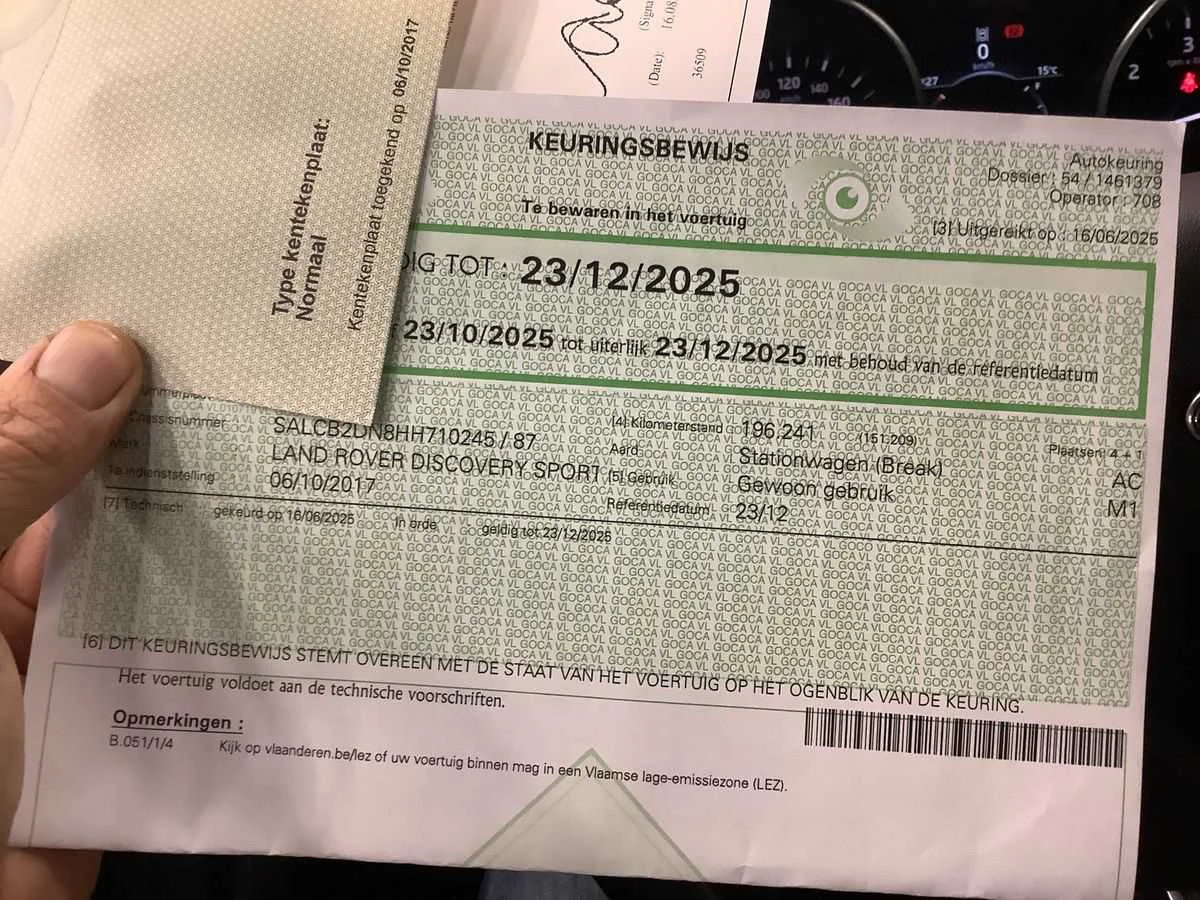 Type kentekenplaat:
Normaal
Kentekenplaat toegekend op 06/10/2017
(Date):
16.08
36509
120
140
160
0
km/h
15°C
2
3
KEURINGSBEWIJS
Te bewaren in het voertuig
Autokeuring
Dossier : 54 / 1461379
Operator : 708
[3] Uitgereikt op : 16/06/2025
DIG TOT : 23/12/2025
23/10/2025 tot uiterlijk 23/12/2025 met behoud van de referentiedatum
Chassisnummer SALCB2DN8HH710245 / 87 [4] Kilometerstand 196.241 (151.209) Plaatsen: 4 + 1
Merk LAND ROVER DISCOVERY SPORT Aard Stationwagen (Break) AC
1e indienststelling 06/10/2017 [5] Gebruik Gewoon gebruik M1
Referentiedatum 23/12
[7] Technisch gekeurd op 16/06/2025 In orde geldig tot 23/12/2025
[6] DIT KEURINGSBEWIJS STEMT OVEREEN MET DE STAAT VAN HET VOERTUIG OP HET OGENBLIK VAN DE KEURING.
Het voertuig voldoet aan de technische voorschriften.
Opmerkingen :
B.051/1/4 Kijk op vlaanderen.be/lez of uw voertuig binnen mag in een Vlaamse lage-emissiezone (LEZ).